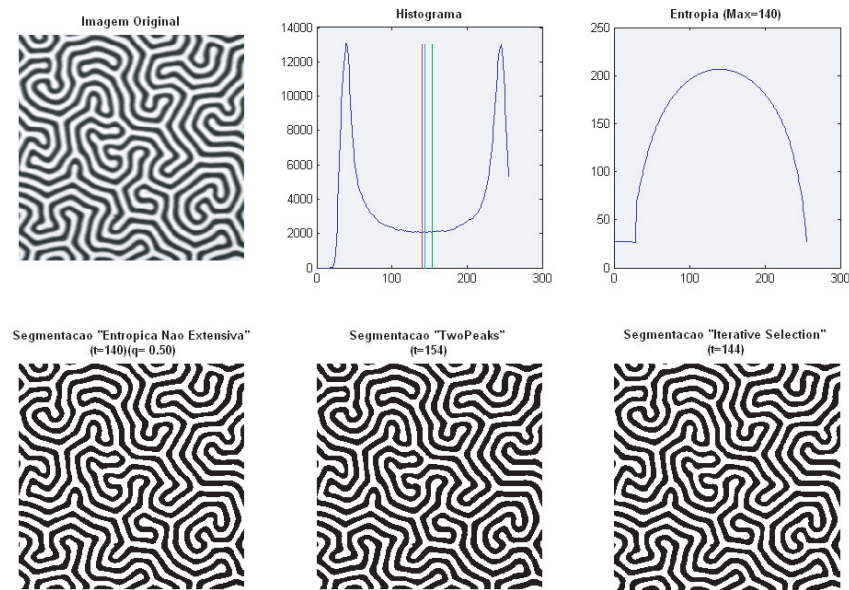 Imagem Original
Histograma
14000
12000
10000
8000
6000
4000
2000
0
0
100
200
300
Entropia (Max=140)
250
200
150
100
50
0
0
100
200
300
Segmentacao "Entropica Nao Extensiva"
(t=140)(q= 0.50)
Segmentacao "TwoPeaks"
(t=154)
Segmentacao "Iterative Selection"
(t=144)